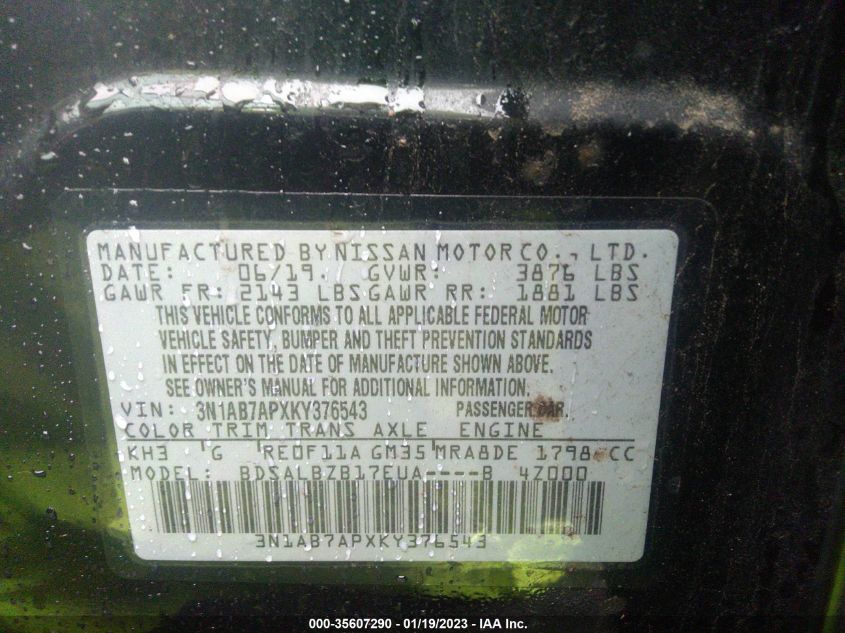 MANUFACTURED BY NISSAN MOTOR CO., LTD.
DATE: 06/19 GVWR: 3876 LBS
GAWR FR: 2143 LBS GAWR RR: 1881 LBS
THIS VEHICLE CONFORMS TO ALL APPLICABLE FEDERAL MOTOR
VEHICLE SAFETY, BUMPER AND THEFT PREVENTION STANDARDS
IN EFFECT ON THE DATE OF MANUFACTURE SHOWN ABOVE.
SEE OWNER'S MANUAL FOR ADDITIONAL INFORMATION.
VIN: 3N1AB7APXKY376543 PASSENGER CAR.
COLOR TRIM TRANS AXLE ENGINE
KH3 G RE0F11A GM35 MRA8DE 1798 CC
MODEL: BDSALBZB17EUA----B 4Z000
3N1AB7APXKY376543
000-35607290 - 01/19/2023 - IAA Inc.